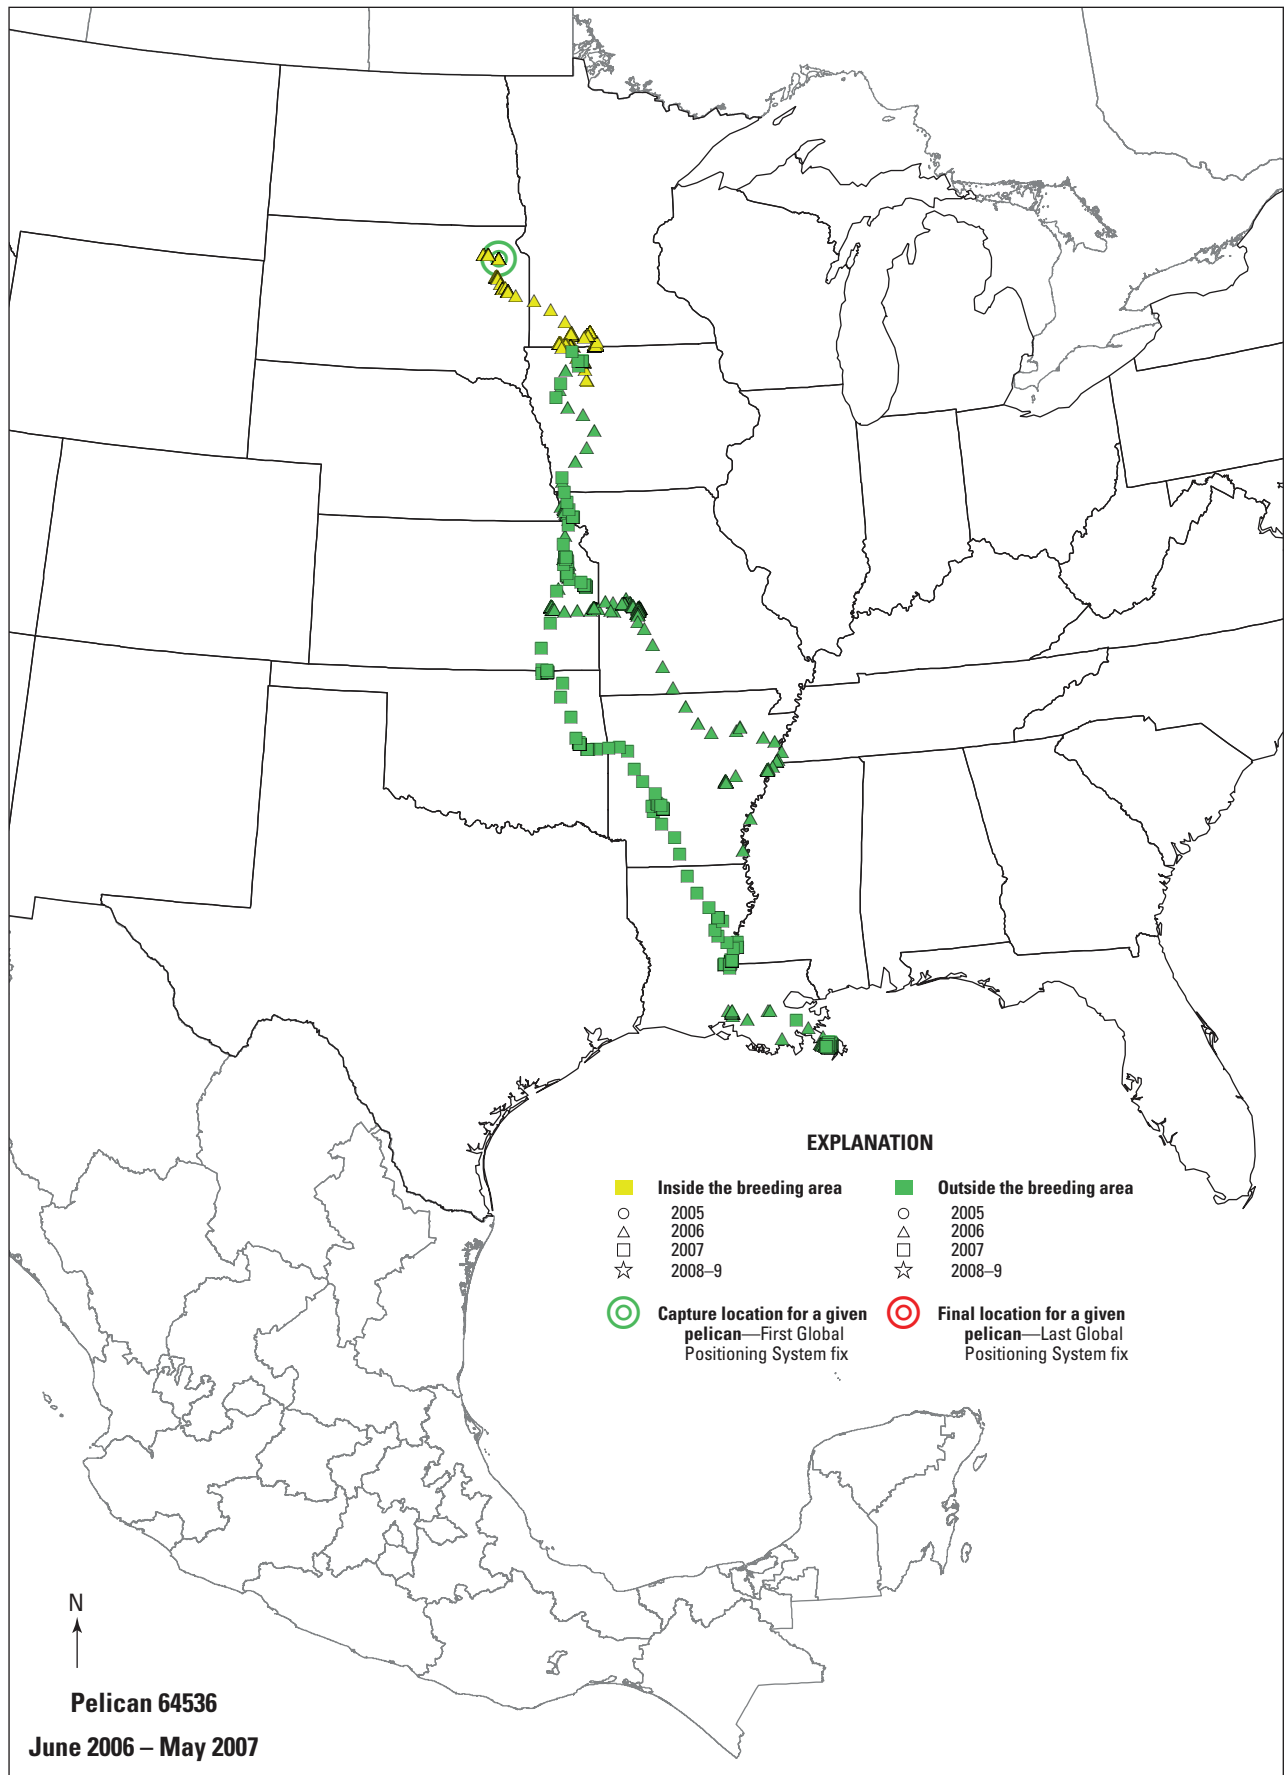 EXPLANATION
Inside the breeding area
2005
2006
2007
2008–9
Capture location for a given
pelican—First Global
Positioning System fix
Outside the breeding area
2005
2006
2007
2008–9
Final location for a given
pelican—Last Global
Positioning System fix
N
Pelican 64536
June 2006 – May 2007